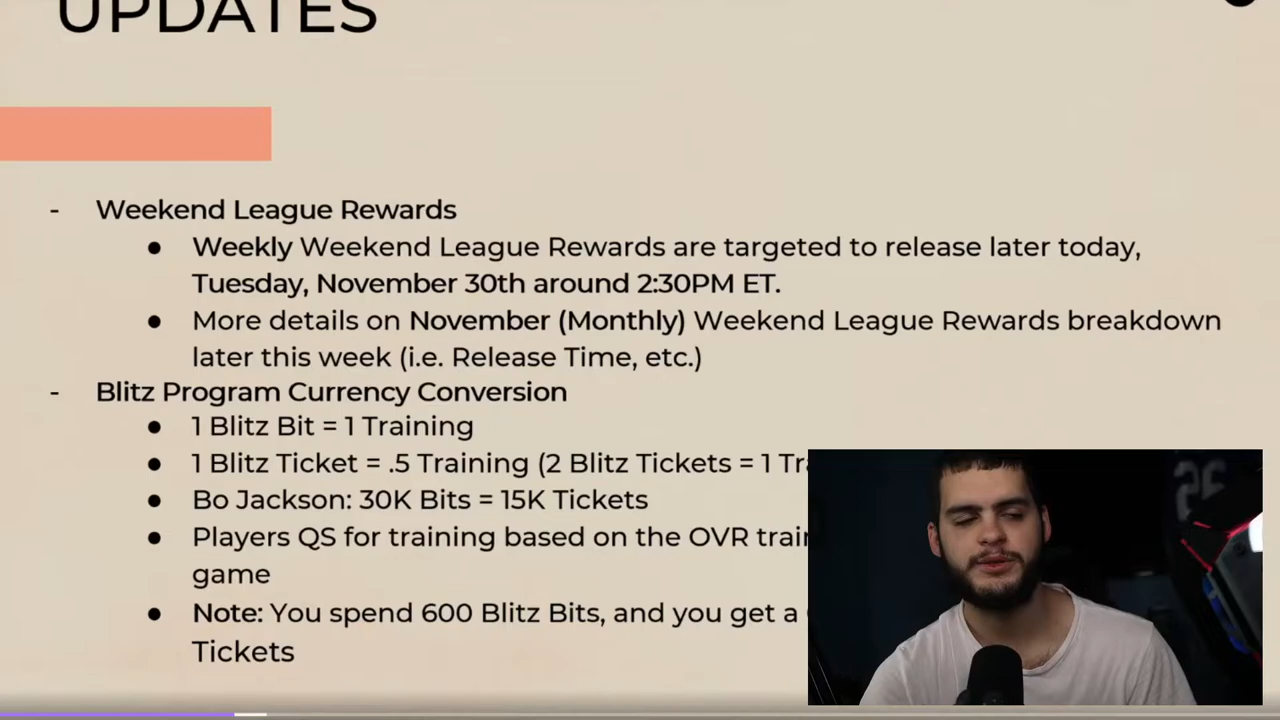 UPDATES
- Weekend League Rewards
● Weekly Weekend League Rewards are targeted to release later today,
Tuesday, November 30th around 2:30PM ET.
● More details on November (Monthly) Weekend League Rewards breakdown
later this week (i.e. Release Time, etc.)
- Blitz Program Currency Conversion
● 1 Blitz Bit = 1 Training
● 1 Blitz Ticket = .5 Training (2 Blitz Tickets = 1
● Bo Jackson: 30K Bits = 15K Tickets
● Players QS for training based on the OVR
game
● Note: You spend 600 Blitz Bits, and you get a
Tickets